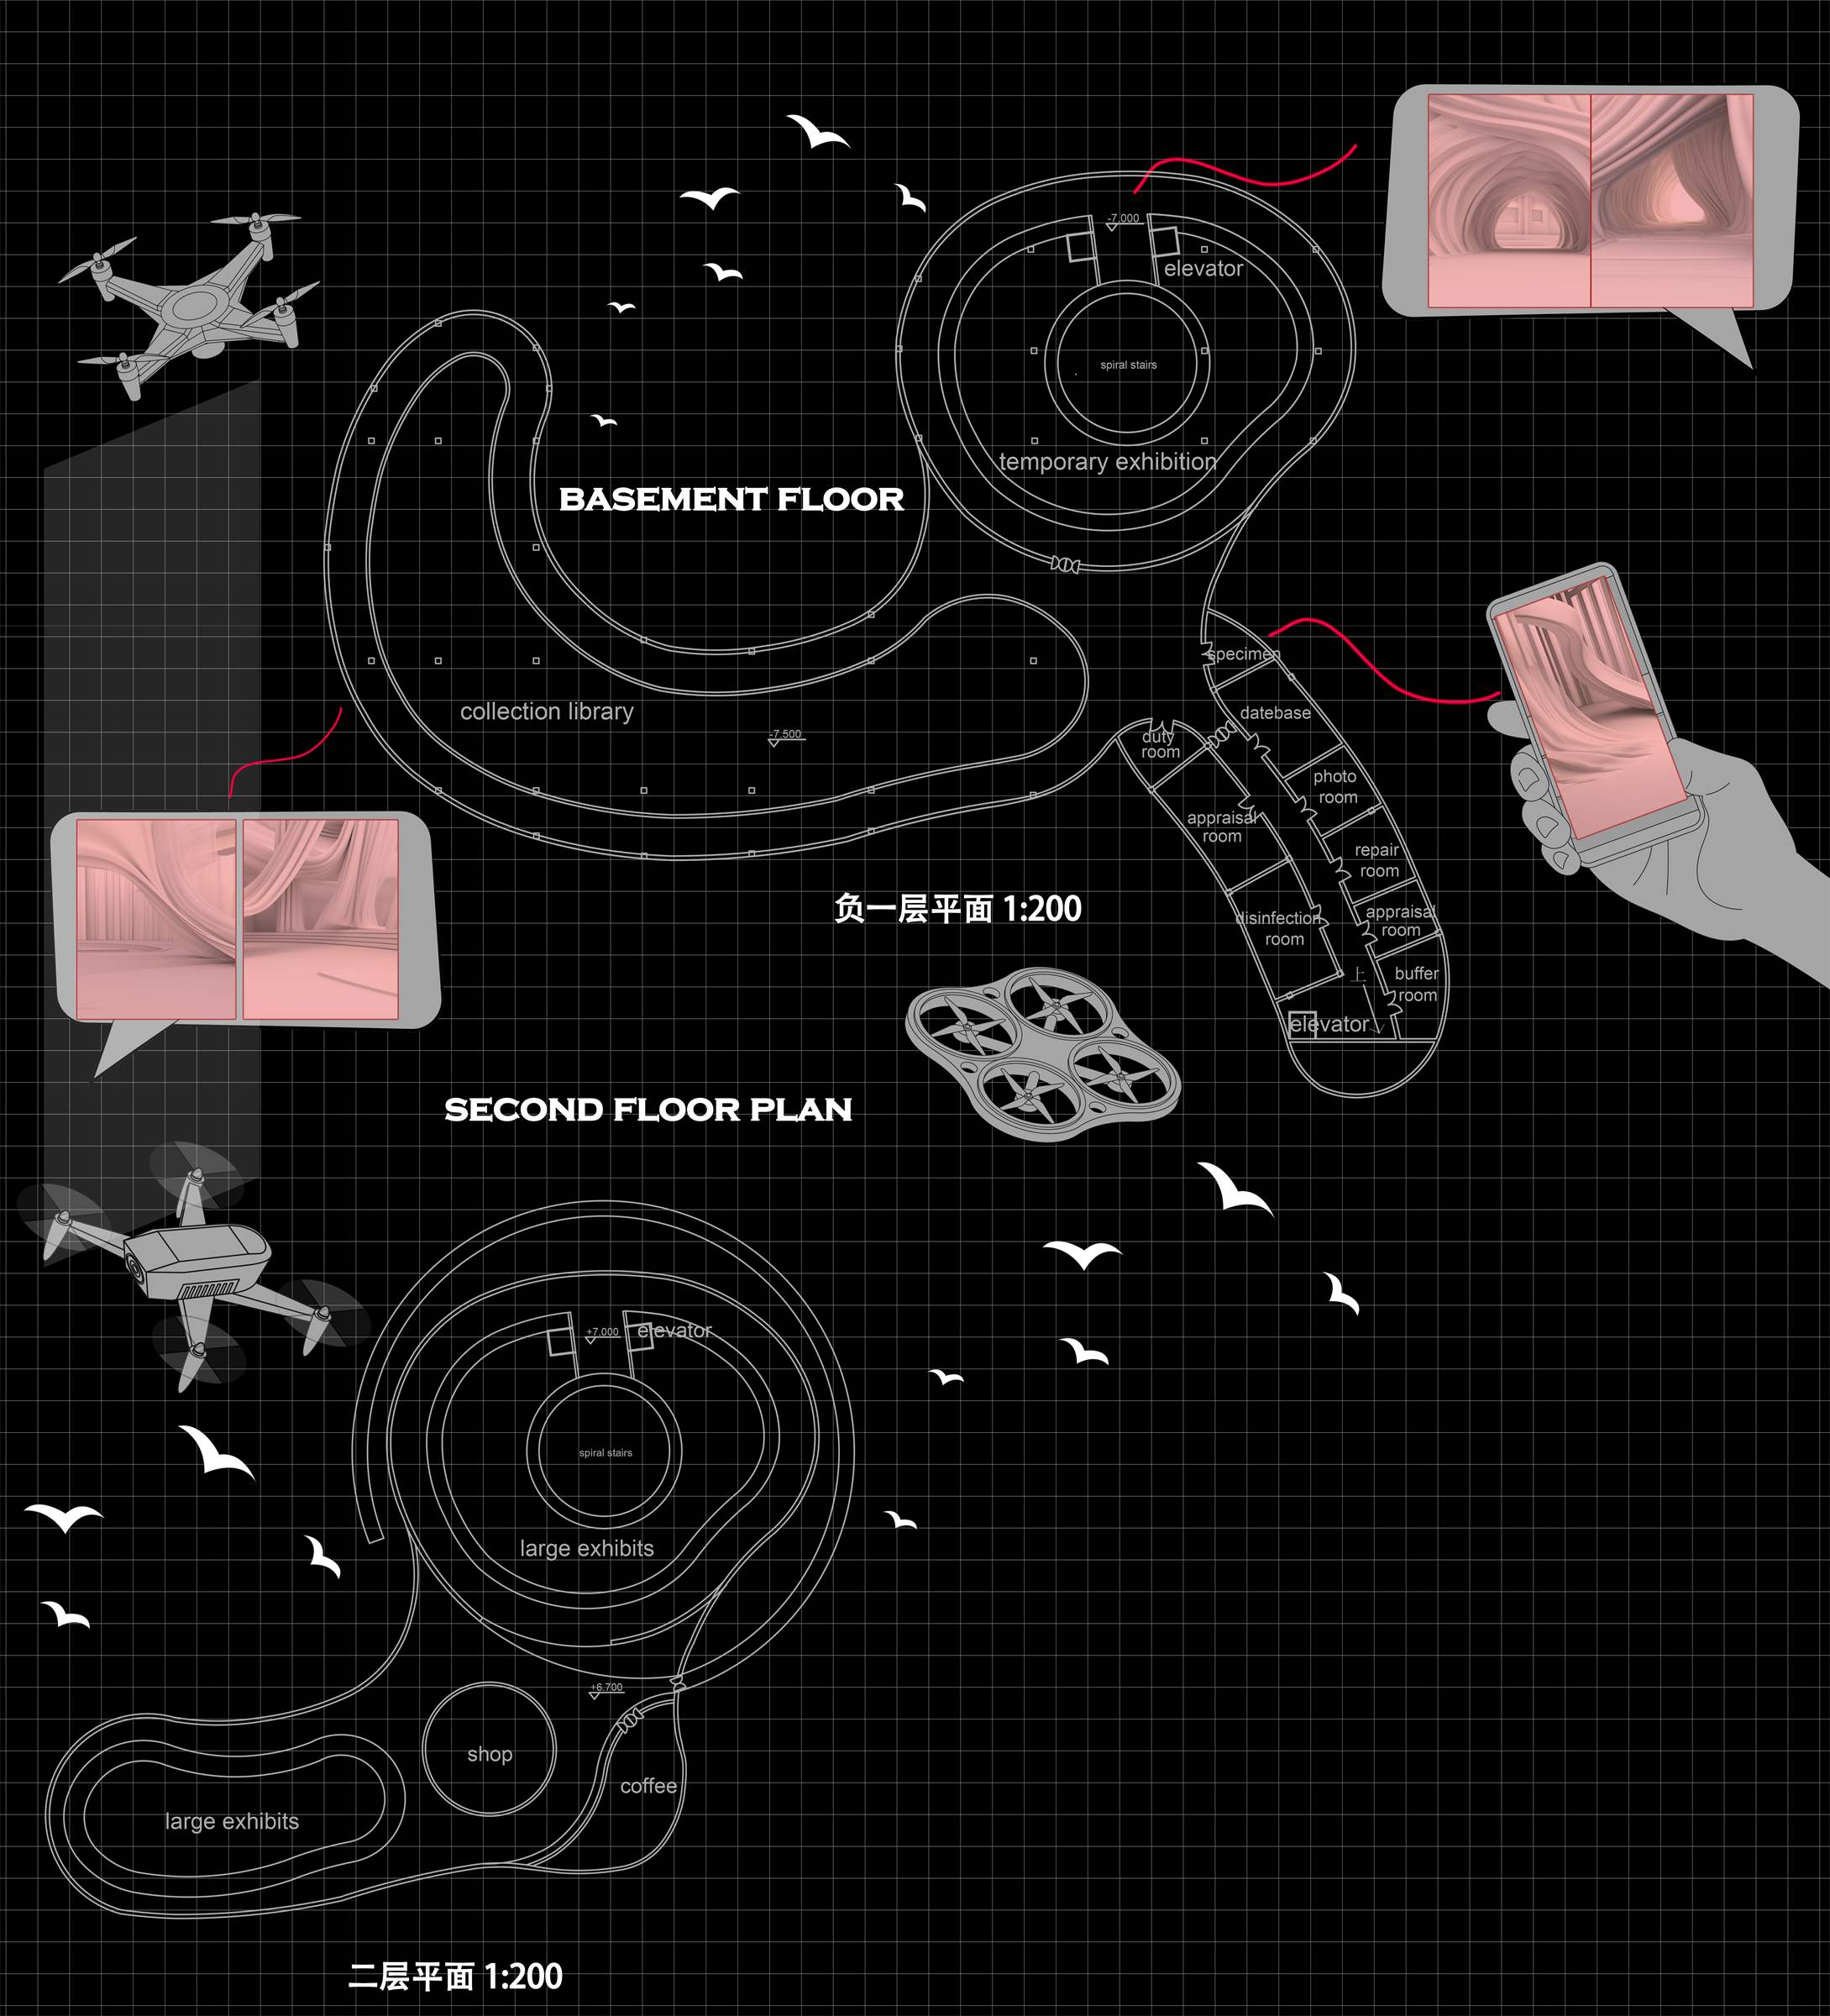 -7.000
elevator
spiral stairs
temporary exhibition
BASEMENT FLOOR
specimen
collection library
-7.500
datebase
duty
room
photo
room
appraisal
room
repair
room
负一层平面 1:200
appraisal
room
disinfection
room
上
buffer
room
elevator
SECOND FLOOR PLAN
+7.000
elevator
spiral stairs
large exhibits
+6.700
shop
coffee
large exhibits
二层平面 1:200